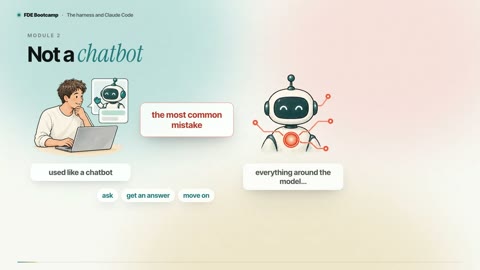 FDE Bootcamp · The harness and Claude Code
MODULE 2
Not a chatbot
the most common
mistake
used like a chatbot
everything around the
model...
ask
get an answer
move on